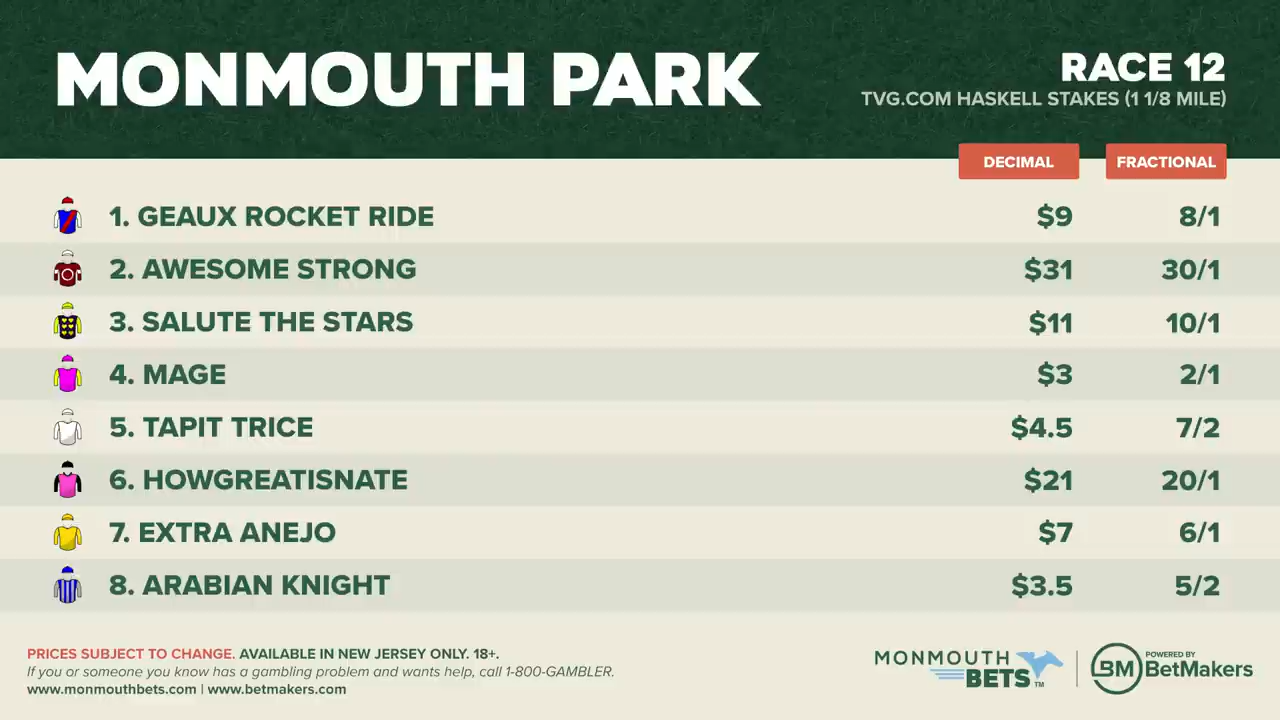 MONMOUTH PARK
RACE 12
TVG.COM HASKELL STAKES (1 1/8 MILE)
DECIMAL FRACTIONAL
1. GEAUX ROCKET RIDE $9 8/1
2. AWESOME STRONG $31 30/1
3. SALUTE THE STARS $11 10/1
4. MAGE $3 2/1
5. TAPIT TRICE $4.5 7/2
6. HOWGREATISNATE $21 20/1
7. EXTRA ANEJO $7 6/1
8. ARABIAN KNIGHT $3.5 5/2
PRICES SUBJECT TO CHANGE. AVAILABLE IN NEW JERSEY ONLY. 18+.
If you or someone you know has a gambling problem and wants help, call 1-800-GAMBLER.
www.monmouthbets.com | www.betmakers.com
MONMOUTH
BETS™
BM
POWERED BY
BetMakers